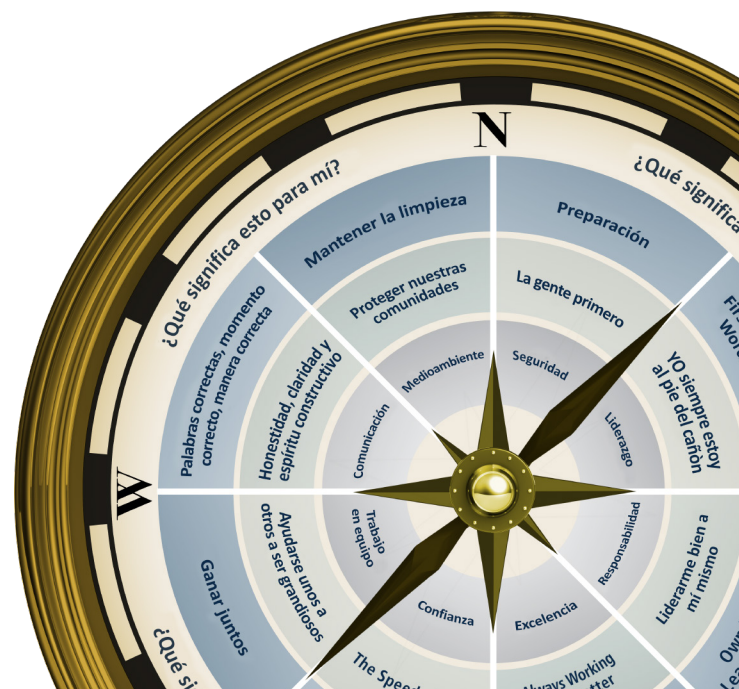 N
¿Qué significa esto para mí?
¿Qué significa
Mantener la limpieza
Preparación
Proteger nuestras
comunidades
La gente primero
Palabras correctas, momento
correcto, manera correcta
Honestidad, claridad y
espíritu constructivo
YO siempre estoy
al pie del cañòn
Medioambiente
Seguridad
Comunicación
Liderazgo
W
Trabajo
en equipo
Responsabilidad
Confianza
Excelencia
Ayudarse unos a
otros a ser grandiosos
Liderarme bien a
mí mismo
Ganar juntos
¿Qué si
The Speed
Always Working